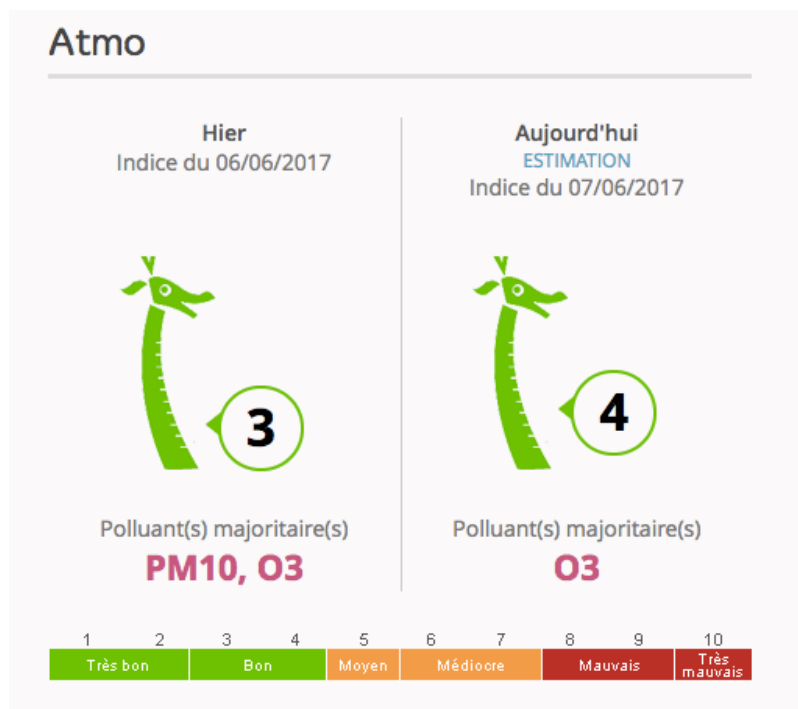 Atmo
Hier
Indice du 06/06/2017
3
Polluant(s) majoritaire(s)
PM10, O3
Aujourd'hui
ESTIMATION
Indice du 07/06/2017
4
Polluant(s) majoritaire(s)
O3
1 2 3 4 5 6 7 8 9 10
Très bon Bon Moyen Médiocre Mauvais Très mauvais